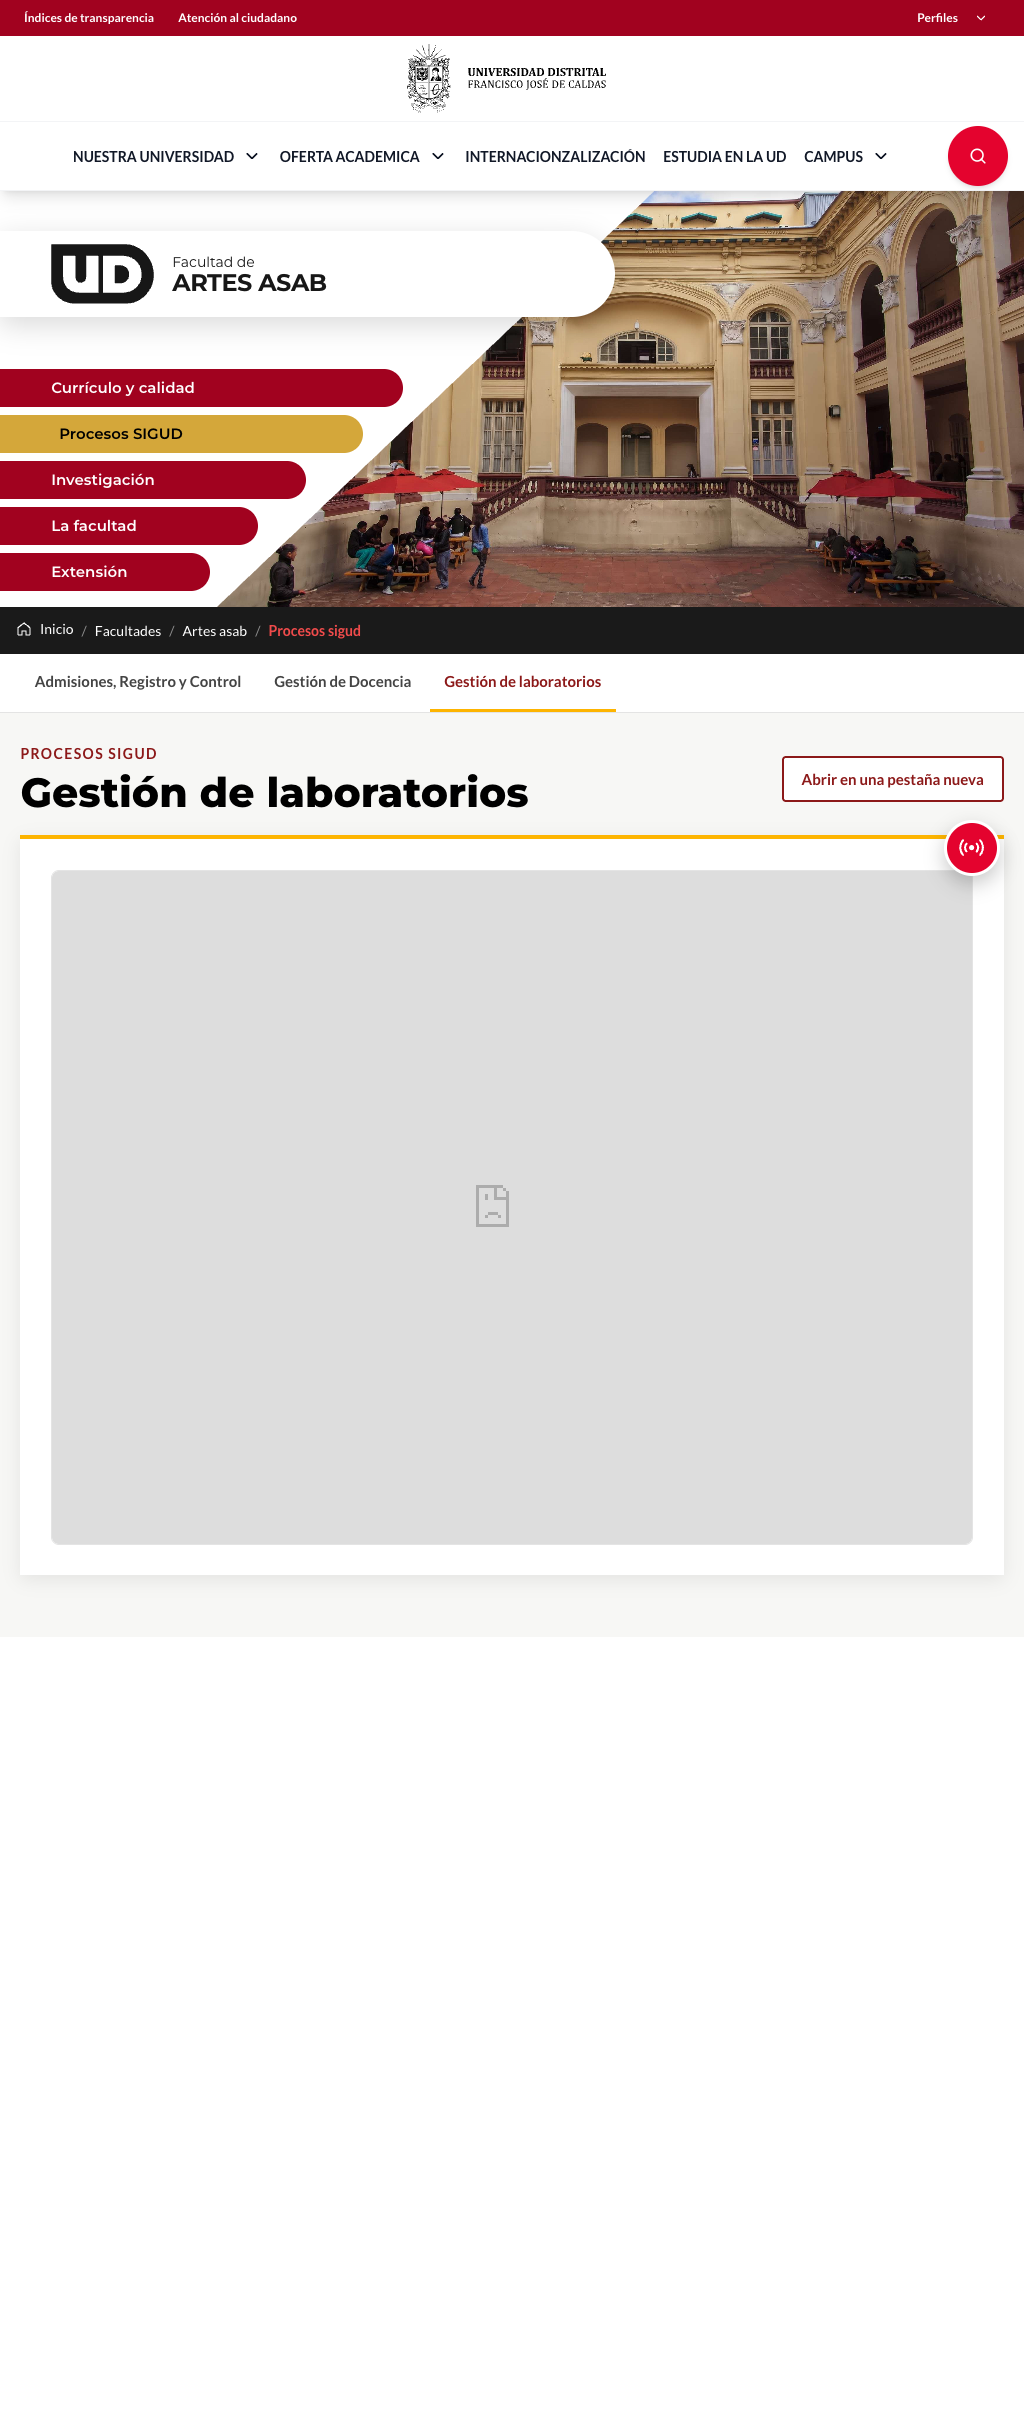 Índices de transparencia
Atención al ciudadano
Perfiles
UNIVERSIDAD DISTRITAL
FRANCISCO JOSÉ DE CALDAS
NUESTRA UNIVERSIDAD
OFERTA ACADEMICA
INTERNACIONZALIZACIÓN
ESTUDIA EN LA UD
CAMPUS
UD
Facultad de
ARTES ASAB
Currículo y calidad
Procesos SIGUD
Investigación
La facultad
Extensión
Inicio / Facultades / Artes asab / Procesos sigud
Admisiones, Registro y Control
Gestión de Docencia
Gestión de laboratorios
PROCESOS SIGUD
Gestión de laboratorios
Abrir en una pestaña nueva